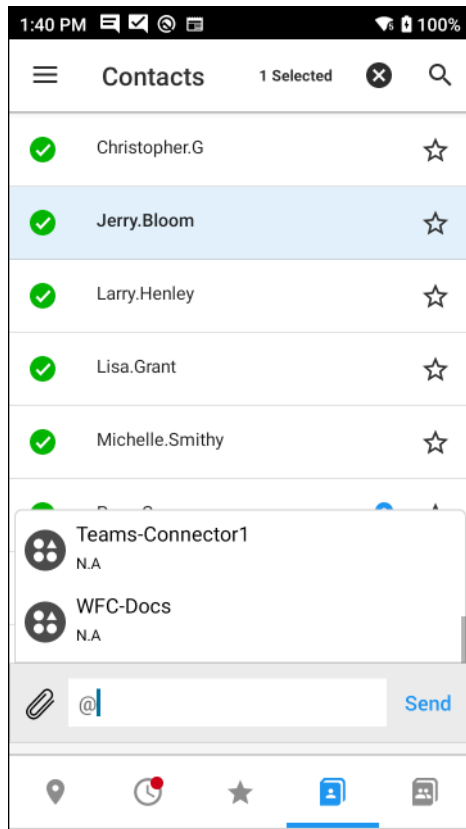 1:40 PM 100%
Contacts 1 Selected
Christopher.G
Jerry.Bloom
Larry.Henley
Lisa.Grant
Michelle.Smithy
Teams-Connector1
N.A
WFC-Docs
N.A
@ Send